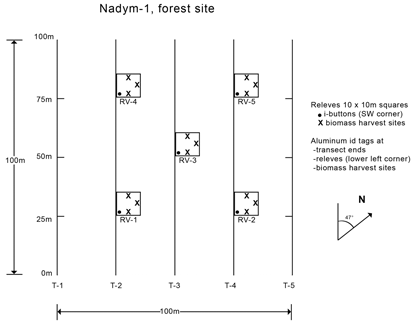 Nadym-1, forest site
100m
75m
50m
25m
0m
100m
RV-4
RV-5
RV-3
RV-1
RV-2
T-1
T-2
T-3
T-4
T-5
100m
Releves 10 x 10m squares
i-buttons (SW corner)
X biomass harvest sites
Aluminum id tags at
-transect ends
-releves (lower left corner)
-biomass harvest sites
N
47°